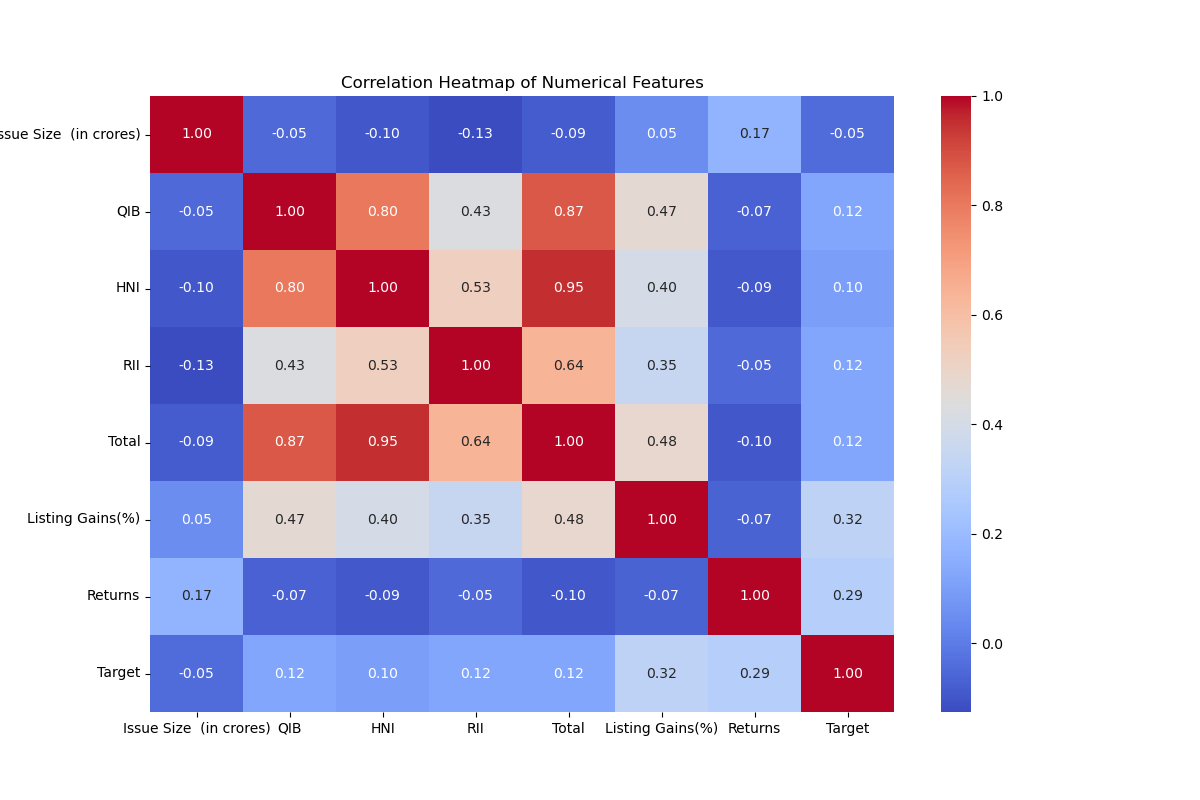 Correlation Heatmap of Numerical Features
ssue Size  (in crores) 1.00 -0.05 -0.10 -0.13 -0.09 0.05 0.17 -0.05
QIB -0.05 1.00 0.80 0.43 0.87 0.47 -0.07 0.12
HNI -0.10 0.80 1.00 0.53 0.95 0.40 -0.09 0.10
RII -0.13 0.43 0.53 1.00 0.64 0.35 -0.05 0.12
Total -0.09 0.87 0.95 0.64 1.00 0.48 -0.10 0.12
Listing Gains(%) 0.05 0.47 0.40 0.35 0.48 1.00 -0.07 0.32
Returns 0.17 -0.07 -0.09 -0.05 -0.10 -0.07 1.00 0.29
Target -0.05 0.12 0.10 0.12 0.12 0.32 0.29 1.00
Issue Size  (in crores) QIB HNI RII Total Listing Gains(%) Returns Target
1.0
0.8
0.6
0.4
0.2
0.0